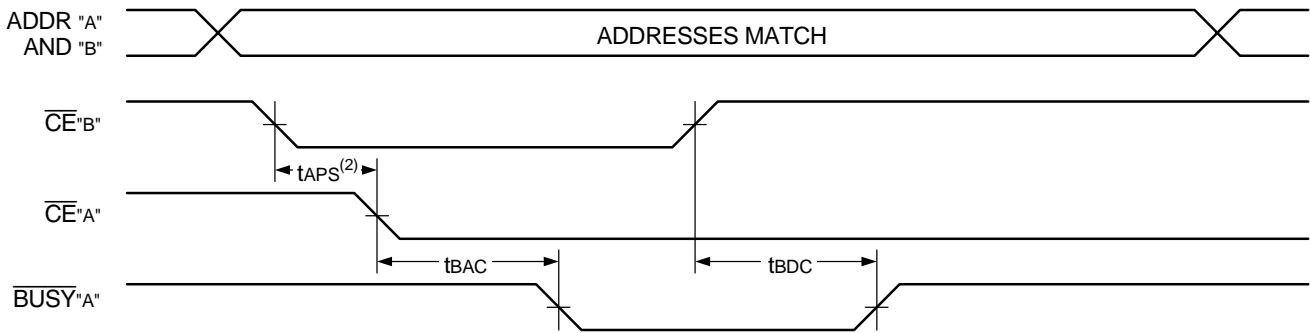 ADDR "A"
AND "B"
ADDRESSES MATCH
CE"B"
tAPS(2)
CE"A"
tBAC
tBDC
BUSY"A"